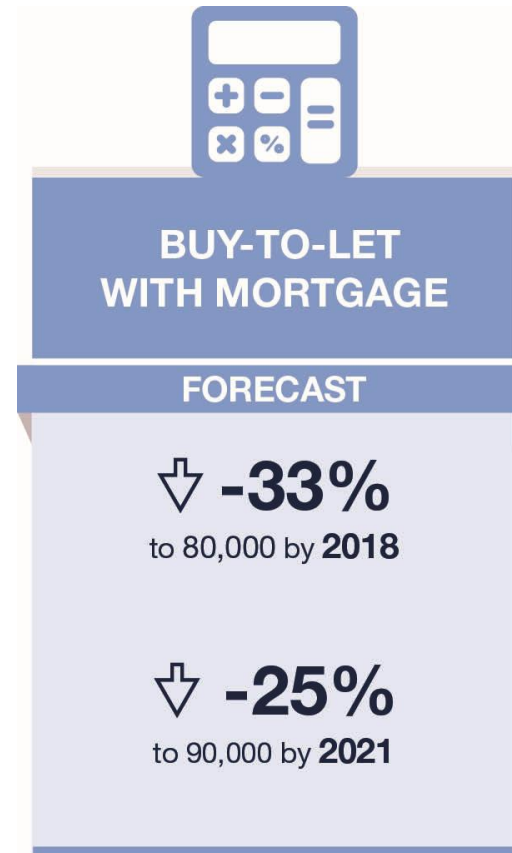 BUY-TO-LET
WITH MORTGAGE
FORECAST
-33%
to 80,000 by 2018
-25%
to 90,000 by 2021